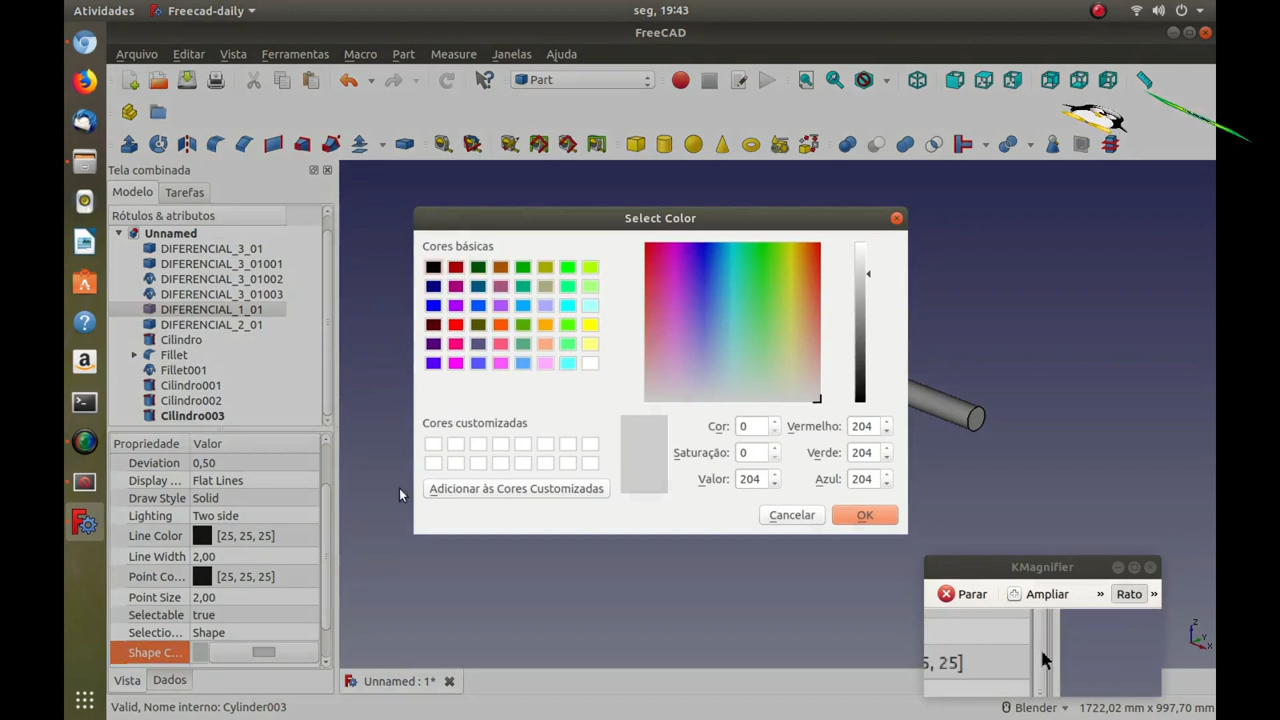 Atividades
Freecad-daily
seg, 19:43
FreeCAD
Arquivo Editar Vista Ferramentas Macro Part Measure Janelas Ajuda
Part
Tela combinada
Modelo Tarefas
Rótulos & atributos
Unnamed
DIFERENCIAL_3_01
DIFERENCIAL_3_01001
DIFERENCIAL_3_01002
DIFERENCIAL_3_01003
DIFERENCIAL_1_01
DIFERENCIAL_2_01
Cilindro
Fillet
Fillet001
Cilindro001
Cilindro002
Cilindro003
Propriedade Valor
Deviation 0,50
Display ... Flat Lines
Draw Style Solid
Lighting Two side
Line Color [25, 25, 25]
Line Width 2,00
Point Co... [25, 25, 25]
Point Size 2,00
Selectable true
Selectio... Shape
Shape C...
Vista Dados
Select Color
Cores básicas
Cores customizadas
Adicionar às Cores Customizadas
Cor: 0 Vermelho: 204
Saturação: 0 Verde: 204
Valor: 204 Azul: 204
Cancelar OK
KMagnifier
Parar Ampliar » Rato »
5, 25]
Z
Y
X
Unnamed : 1*
Valid, Nome interno: Cylinder003
Blender
1722,02 mm x 997,70 mm